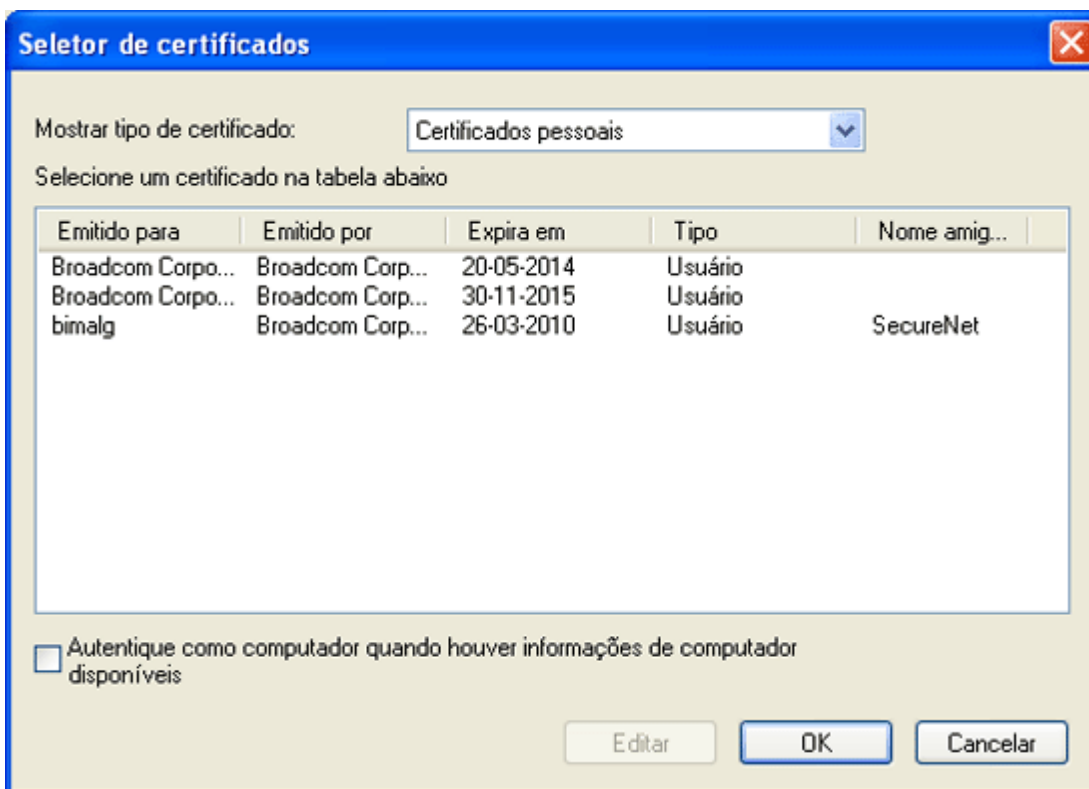 Seletor de certificados
Mostrar tipo de certificado: Certificados pessoais
Selecione um certificado na tabela abaixo
Emitido para Emitido por Expira em Tipo Nome amig...
Broadcom Corpo... Broadcom Corp... 20-05-2014 Usuário
Broadcom Corpo... Broadcom Corp... 30-11-2015 Usuário
bimalg Broadcom Corp... 26-03-2010 Usuário SecureNet
Autentique como computador quando houver informações de computador
disponíveis
Editar OK Cancelar